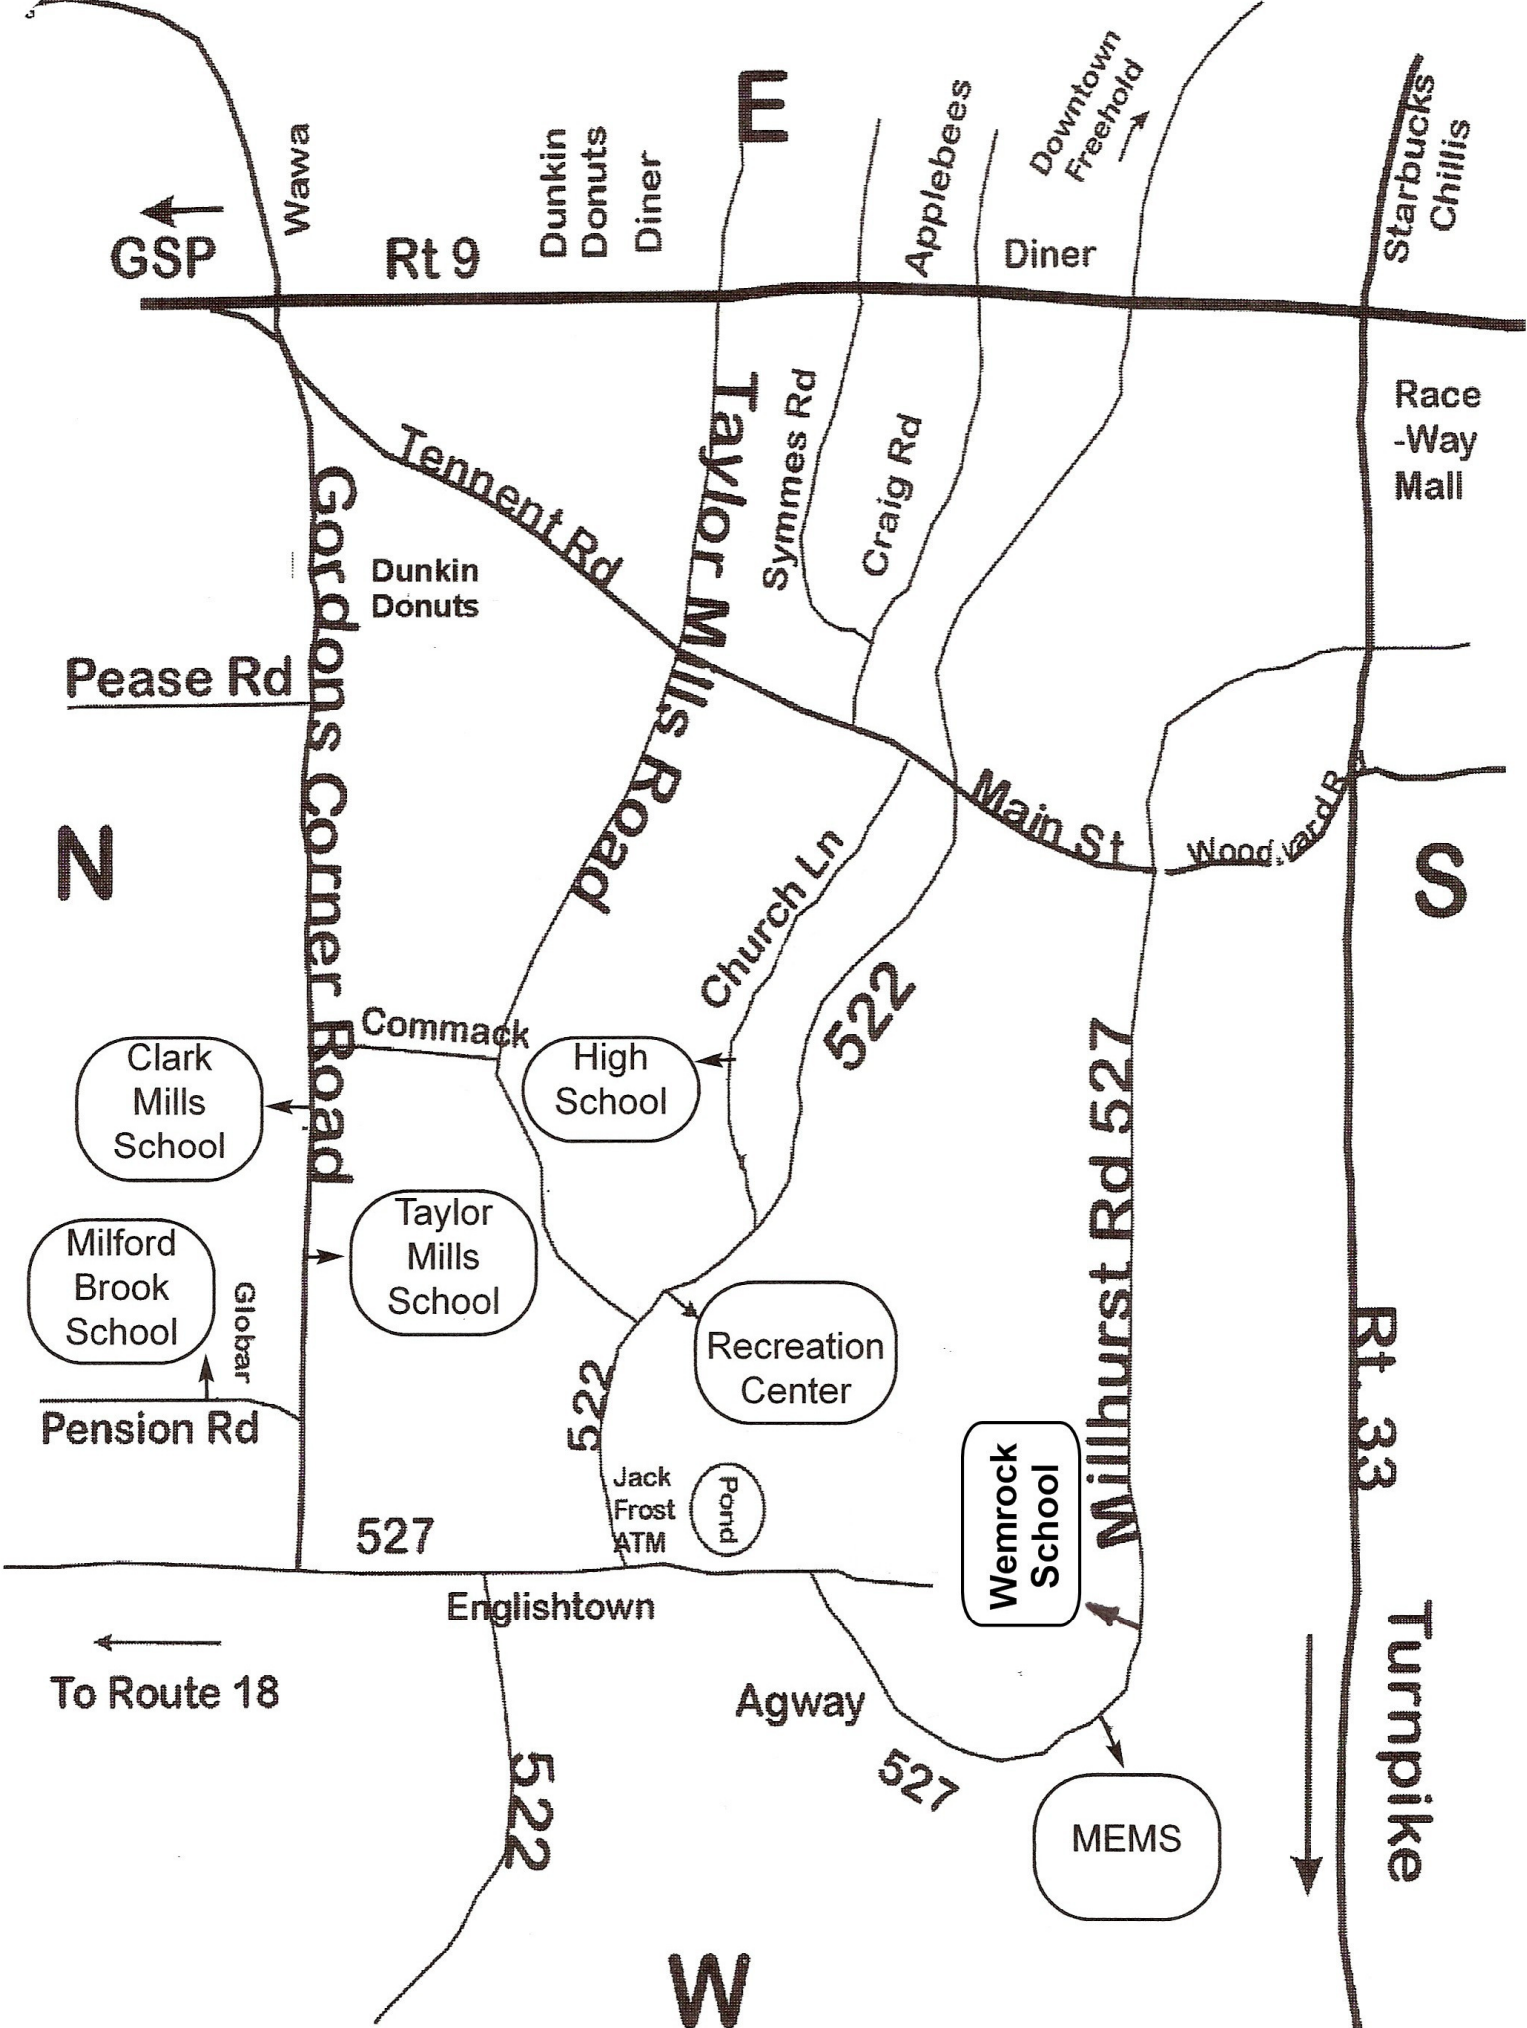 E
Wawa
Dunkin
Donuts
Diner
Applebees
Downtown
Freehold
Starbucks
Chillis
GSP
Rt 9
Diner
Race
-Way
Mall
Tennent Rd
Taylor Mills Road
Symmes Rd
Craig Rd
Gordons Corner Road
Dunkin
Donuts
Pease Rd
N
Main St
Woodward Rd
S
Church Ln
522
Commack
Clark
Mills
School
High
School
Millhurst Rd 527
Taylor
Mills
School
Milford
Brook
School
Globar
Pension Rd
Recreation
Center
522
Rt 33
Jack
Frost
ATM
Pond
Wemrock
School
527
Englishtown
To Route 18
Agway
527
522
MEMS
Turnpike
W